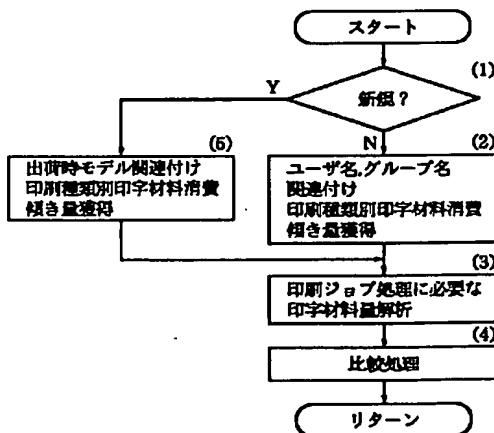 スタート
(1)
新規?
Y
N
(5)
出荷時モデル関連付け
印刷種類別印字材料消費
傾き量獲得
(2)
ユーザ名,グループ名
関連付け
印刷種類別印字材料消費
傾き量獲得
(3)
印刷ジョブ処理に必要な
印字材料量解析
(4)
比較処理
リターン